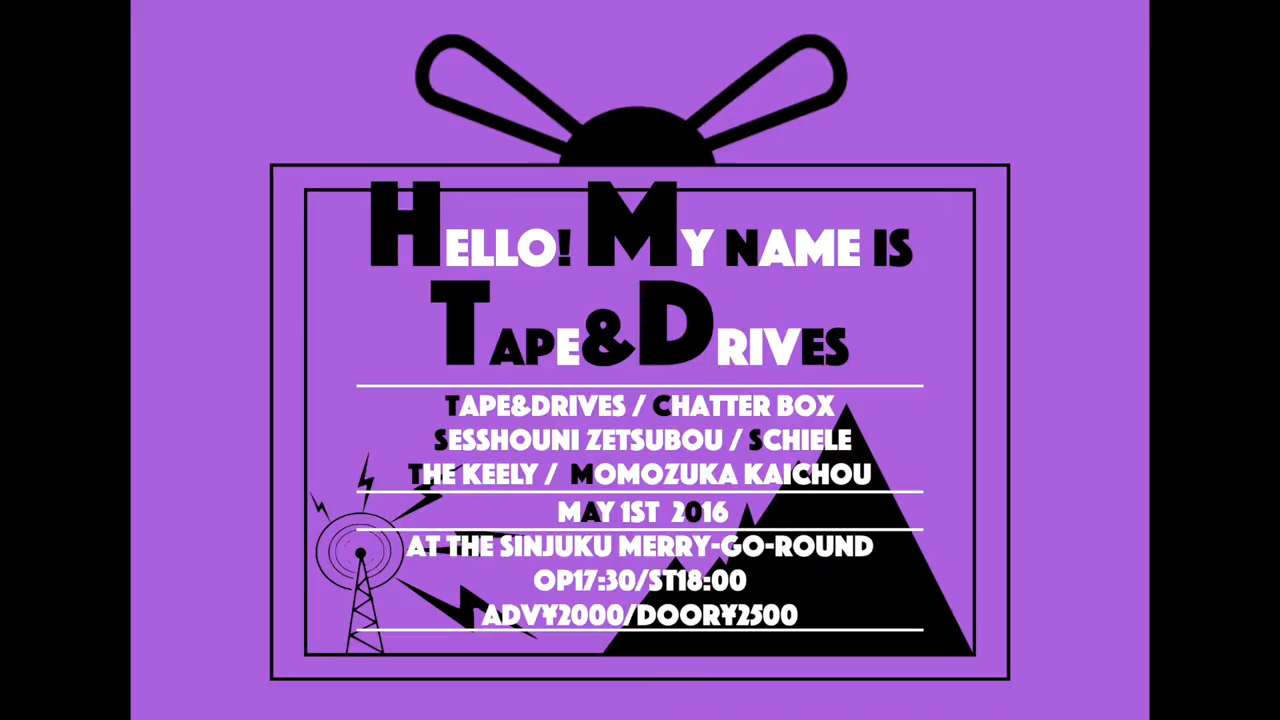 HELLO! MY NAME IS
TAPE&DRIVES
TAPE&DRIVES / CHATTER BOX
SESSHOUNI ZETSUBOU / SCHIELE
THE KEELY / MOMOZUKA KAICHOU
MAY 1ST 2016
AT THE SINJUKU MERRY-GO-ROUND
OP17:30/ST18:00
ADV¥2000/DOOR¥2500